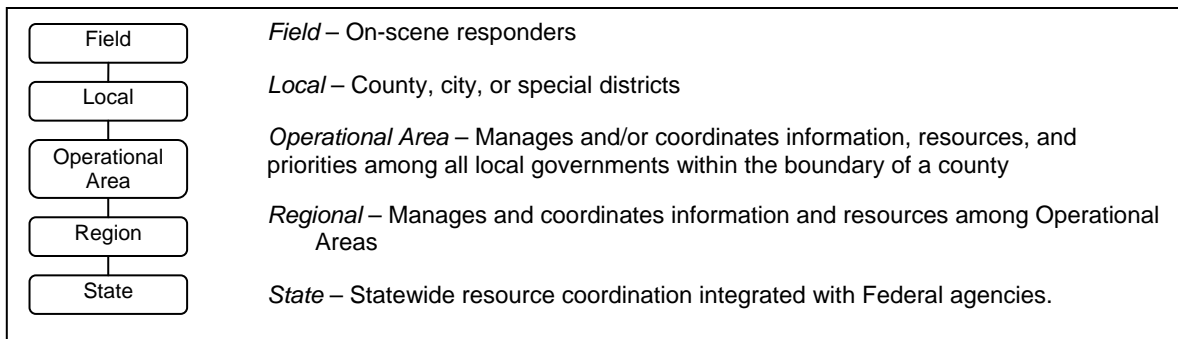 Field
Field – On-scene responders
Local
Local – County, city, or special districts
Operational
Area
Operational Area – Manages and/or coordinates information, resources, and
priorities among all local governments within the boundary of a county
Region
Regional – Manages and coordinates information and resources among Operational
Areas
State
State – Statewide resource coordination integrated with Federal agencies.